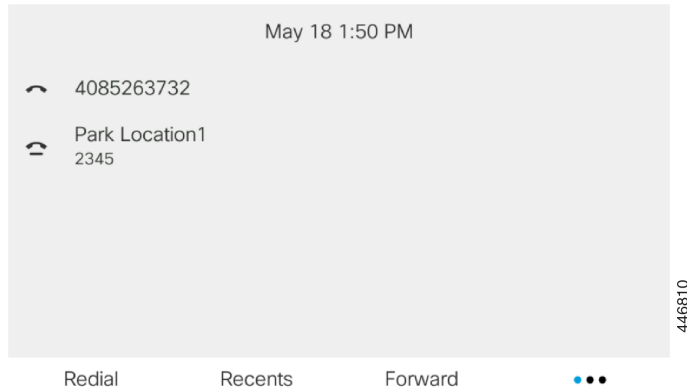 May 18 1:50 PM
4085263732
Park Location1
2345
446810
Redial Recents Forward